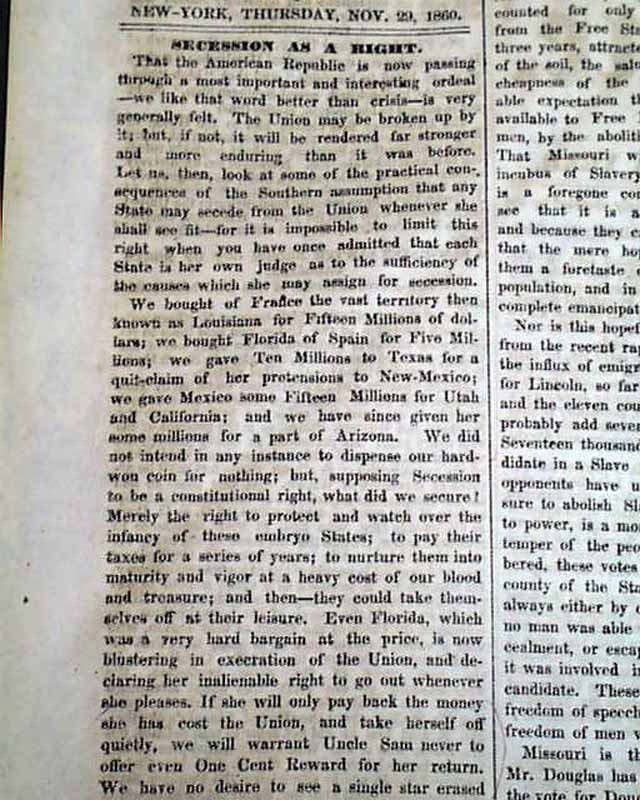 NEW-YORK, THURSDAY, NOV. 29, 1860.
SECESSION AS A RIGHT.
That the American Republic is now passing
through a most important and interesting ordeal
—we like that word better than crisis—is very
generally felt. The Union may be broken up by
it; but, if not, it will be rendered far stronger
and more enduring than it was before.
Let us, then, look at some of the practical con-
sequences of the Southern assumption that any
State may secede from the Union whenever she
shall see fit—for it is impossible to limit this
right when you have once admitted that each
State is her own judge as to the sufficiency of
the causes which she may assign for secession.
We bought of France the vast territory then
known as Louisiana for Fifteen Millions of dol-
lars; we bought Florida of Spain for Five Mil-
lions; we gave Ten Millions to Texas for a
quit-claim of her pretensions to New-Mexico;
we gave Mexico some Fifteen Millions for Utah
and California; and we have since given her
some millions for a part of Arizona. We did
not intend in any instance to dispense our hard-
won coin for nothing; but, supposing Secession
to be a constitutional right, what did we secure?
Merely the right to protect and watch over the
infancy of these embryo States; to pay their
taxes for a series of years; to nurture them into
maturity and vigor at a heavy cost of our blood
and treasure; and then—they could take them-
selves off at their leisure. Even Florida, which
was a very hard bargain at the price, is now
blustering in execration of the Union, and de-
claring her inalienable right to go out whenever
she pleases. If she will only pay back the money
she has cost the Union, and take herself off
quietly, we will warrant Uncle Sam never to
offer even One Cent Reward for her return.
We have no desire to see a single star erased
counted for only
from the Free Sta
three years, attracte
of the soil, the salu
cheapness of the
able expectation th
available to Free
men, by the aboliti
That Missouri w
incubus of Slavery
is a foregone con
see that it is a
and because they c
that the mere hop
them a foretaste
population, and in
complete emancipat
Nor is this hopef
from the recent rap
the influx of emigr
for Lincoln, so far
and the eleven cou
probably add seve
Seventeen thousand
didate in a Slave
opponents have u
sure to abolish Sla
to power, is a mos
temper of the peop
bered, these votes
county of the Sta
always either by
no man was able
cealment, or escap
it was involved in
candidate. These
freedom of speech
freedom of men v
Missouri is th
Mr. Douglas has
the vote for Doug